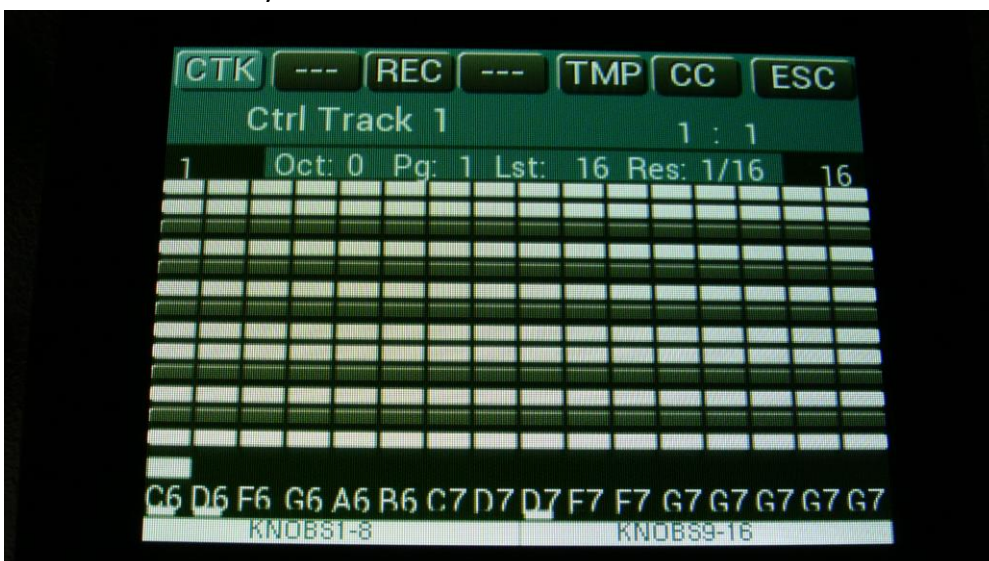 CTK --- REC --- TMP CC ESC
Ctrl Track 1 1 : 1
1 Oct: 0 Pg: 1 Lst: 16 Res: 1/16 16
C6 D6 F6 G6 A6 B6 C7 D7 D7 F7 F7 G7 G7 G7 G7 G7
KNOBS1-8 KNOBS9-16